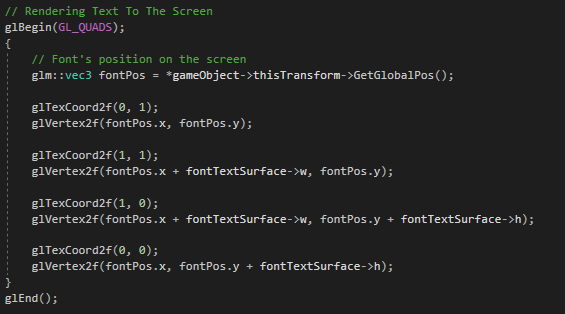 // Rendering Text To The Screen
glBegin(GL_QUADS);
{
// Font's position on the screen
glm::vec3 fontPos = *gameObject->thisTransform->GetGlobalPos();
glTexCoord2f(0, 1);
glVertex2f(fontPos.x, fontPos.y);
glTexCoord2f(1, 1);
glVertex2f(fontPos.x + fontTextSurface->w, fontPos.y);
glTexCoord2f(1, 0);
glVertex2f(fontPos.x + fontTextSurface->w, fontPos.y + fontTextSurface->h);
glTexCoord2f(0, 0);
glVertex2f(fontPos.x, fontPos.y + fontTextSurface->h);
}
glEnd();